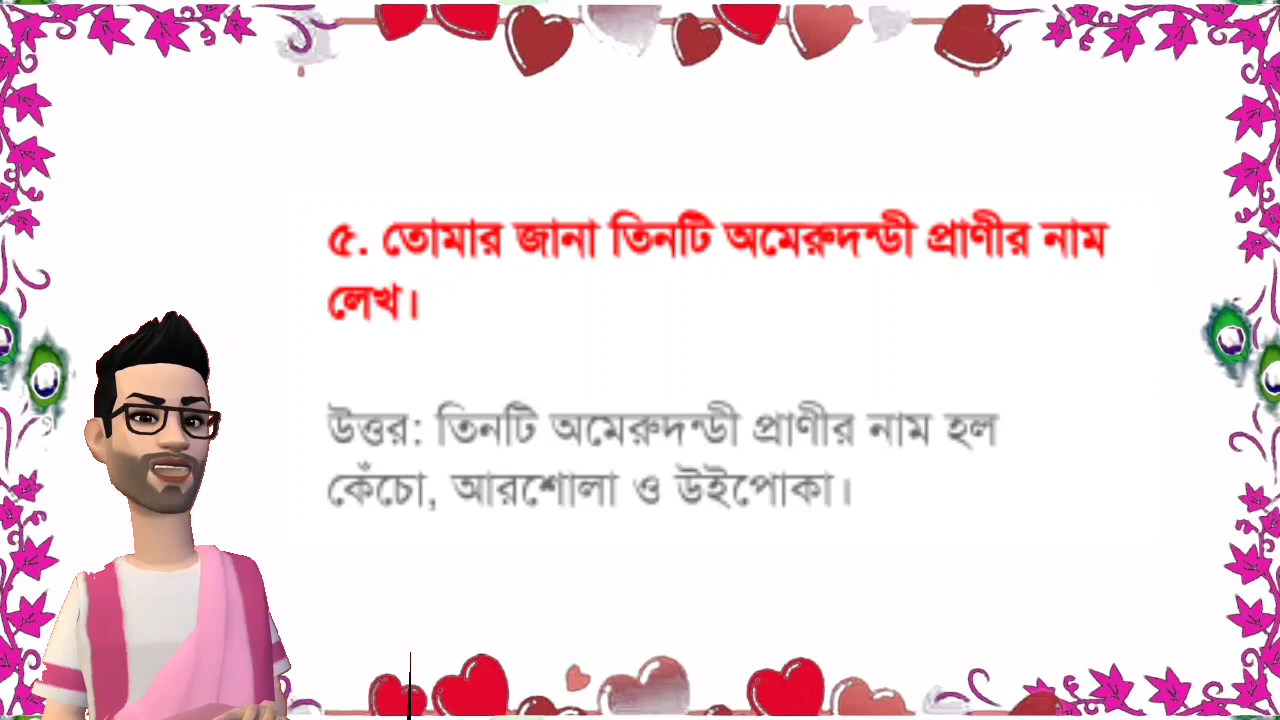 ৫. তোমার জানা তিনটি অমেরুদন্ডী প্রাণীর নাম
লেখ।
উত্তর: তিনটি অমেরুদন্ডী প্রাণীর নাম হল
কেঁচো, আরশোলা ও উইপোকা।